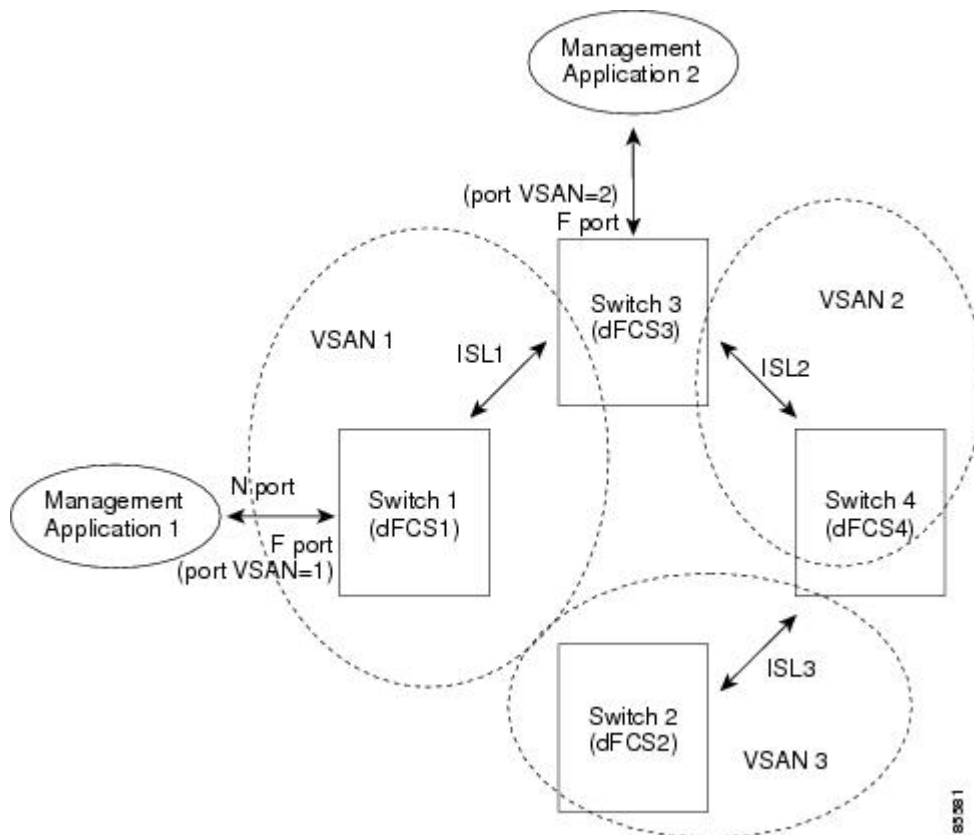 Management
Application 2
(port VSAN=2)
F port
Switch 3
(dFCS3)
VSAN 2
VSAN 1
ISL1
ISL2
N port
Management
Application 1
F port
(port VSAN=1)
Switch 1
(dFCS1)
Switch 4
(dFCS4)
ISL3
Switch 2
(dFCS2)
VSAN 3
85581